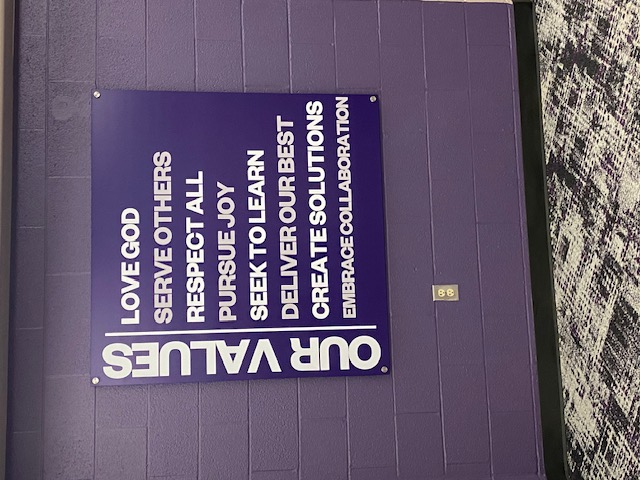 OUR VALUES
LOVE GOD
SERVE OTHERS
RESPECT ALL
PURSUE JOY
SEEK TO LEARN
DELIVER OUR BEST
CREATE SOLUTIONS
EMBRACE COLLABORATION